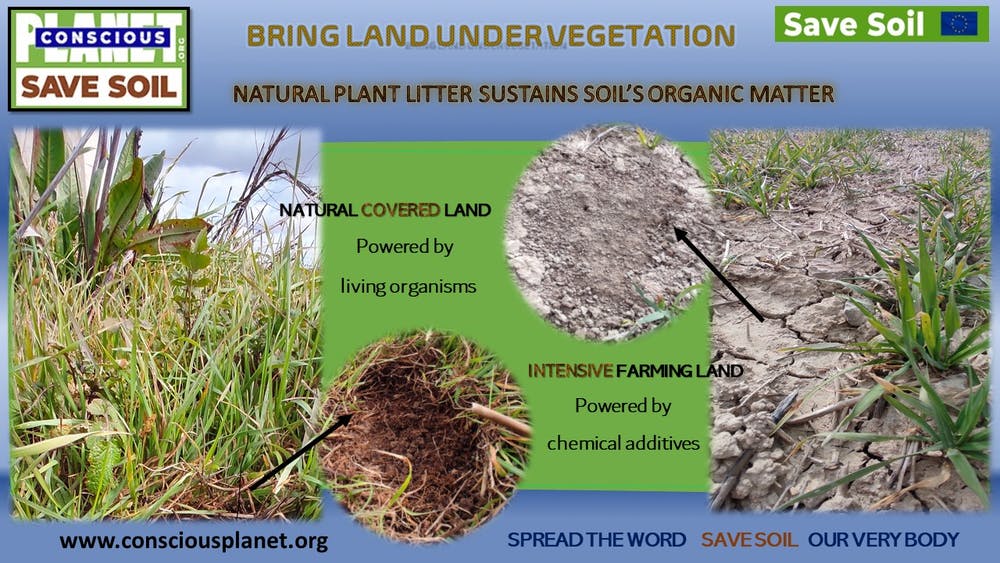 CONSCIOUS
PLANET
.ORG
SAVE SOIL
BRING LAND UNDER VEGETATION
Save Soil
NATURAL PLANT LITTER SUSTAINS SOIL'S ORGANIC MATTER
NATURAL COVERED LAND
Powered by
living organisms
INTENSIVE FARMING LAND
Powered by
chemical additives
www.consciousplanet.org
SPREAD THE WORD SAVE SOIL OUR VERY BODY